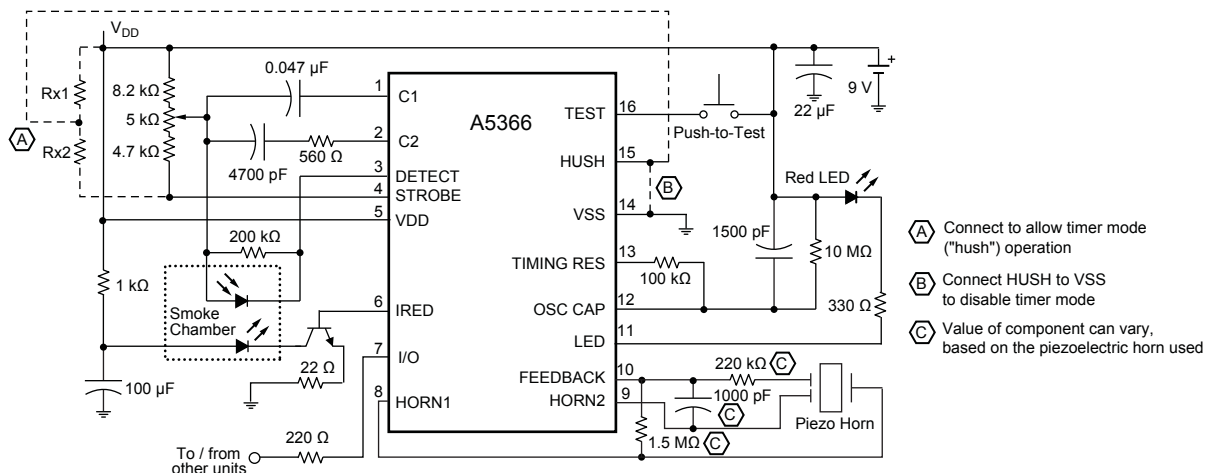 VDD
Rx1
Rx2
A
8.2 kΩ
5 kΩ
4.7 kΩ
0.047 µF
4700 pF
560 Ω
200 kΩ
1 kΩ
Smoke
Chamber
100 µF
22 Ω
220 Ω
To / from
other units
A5366
1
C1
2
C2
3
DETECT
4
STROBE
5
VDD
6
IRED
7
I/O
8
HORN1
TEST
16
HUSH
15
VSS
14
TIMING RES
13
OSC CAP
12
LED
11
FEEDBACK
10
HORN2
9
Push-to-Test
22 µF
+
9 V
B
Red LED
1500 pF
10 MΩ
100 kΩ
330 Ω
220 kΩ C
1000 pF
C
1.5 MΩ C
Piezo Horn
A Connect to allow timer mode
("hush") operation
B Connect HUSH to VSS
to disable timer mode
C Value of component can vary,
based on the piezoelectric horn used